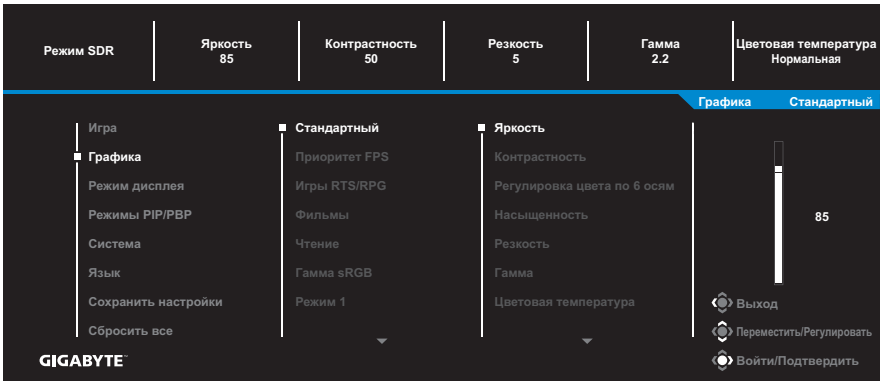 Режим SDR
Яркость
85
Контрастность
50
Резкость
5
Гамма
2.2
Цветовая температура
Нормальная
Графика Стандартный
Игра
Графика
Режим дисплея
Режимы PIP/PBP
Система
Язык
Сохранить настройки
Сбросить все
Стандартный
Приоритет FPS
Игры RTS/RPG
Фильмы
Чтение
Гамма sRGB
Режим 1
Яркость
Контрастность
Регулировка цвета по 6 осям
Насыщенность
Резкость
Гамма
Цветовая температура
85
Выход
Переместить/Регулировать
Войти/Подтвердить
GIGABYTE™